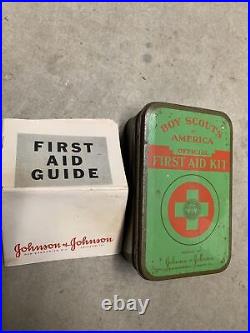 FIRST
AID
GUIDE
Johnson & Johnson
BOY SCOUTS
OF
AMERICA
OFFICIAL
FIRST AID KIT
Johnson & Johnson